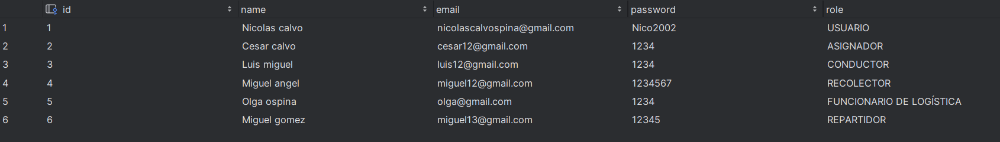 id name email password role
1 1 Nicolas calvo nicolascalvospina@gmail.com Nico2002 USUARIO
2 2 Cesar calvo cesar12@gmail.com 1234 ASIGNADOR
3 3 Luis miguel luis12@gmail.com 1234 CONDUCTOR
4 4 Miguel angel miguel12@gmail.com 1234567 RECOLECTOR
5 5 Olga ospina olga@gmail.com 1234 FUNCIONARIO DE LOGÍSTICA
6 6 Miguel gomez miguel13@gmail.com 12345 REPARTIDOR